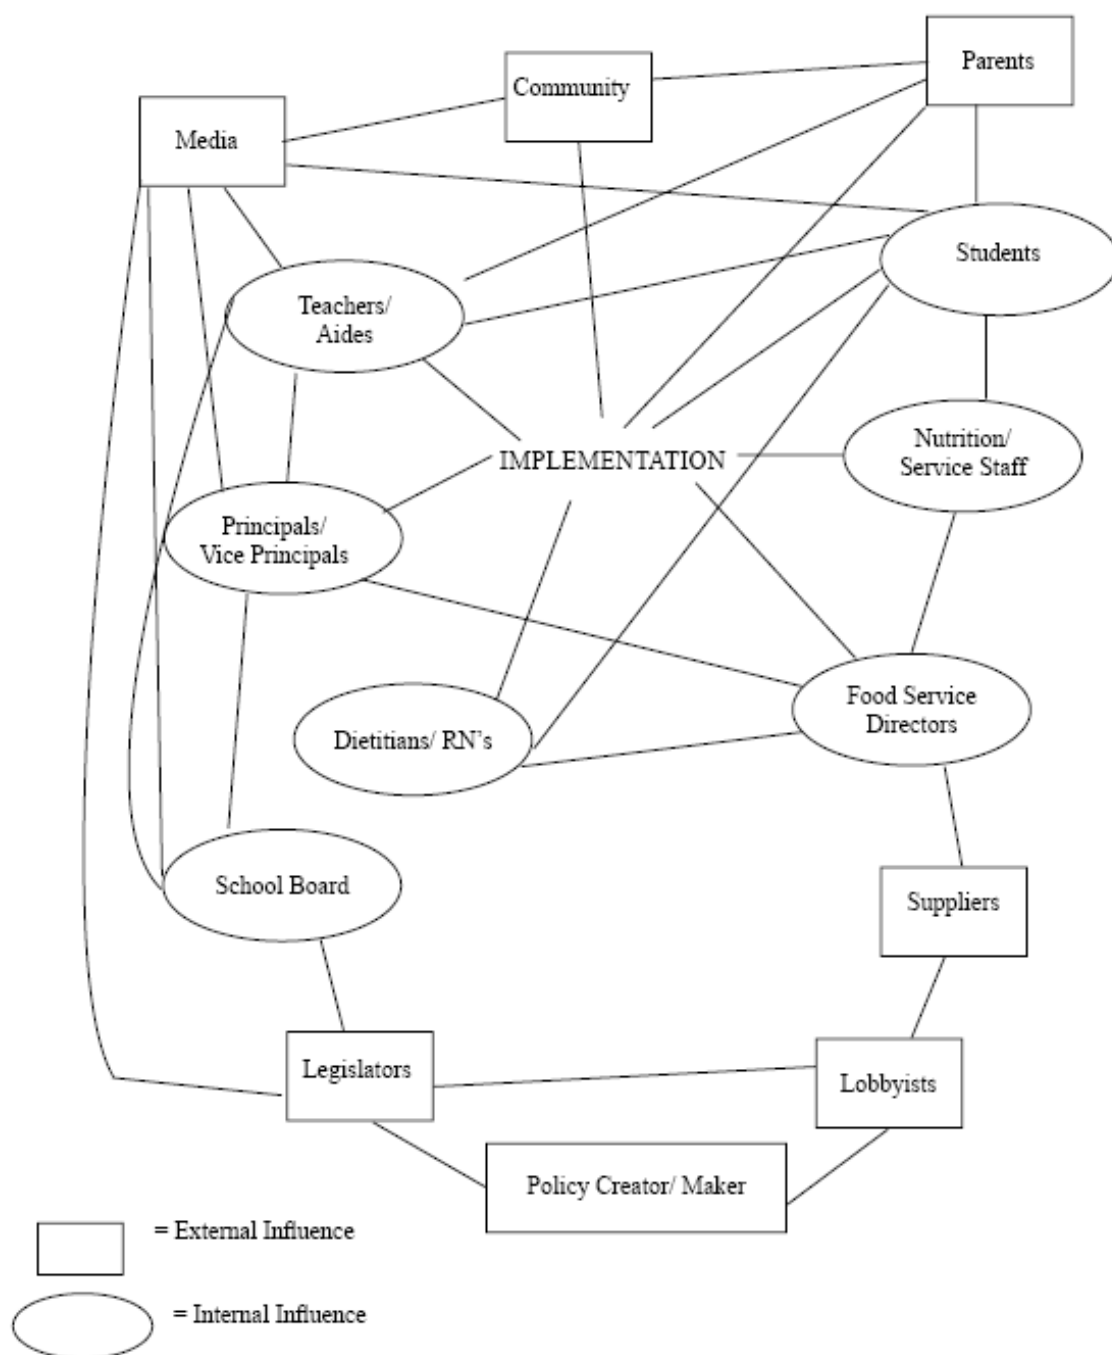 Parents
Community
Media
Students
Teachers/
Aides
Nutrition/
Service Staff
IMPLEMENTATION
Principals/
Vice Principals
Food Service
Directors
Dietitians/ RN’s
School Board
Suppliers
Legislators
Lobbyists
Policy Creator/ Maker
= External Influence
= Internal Influence